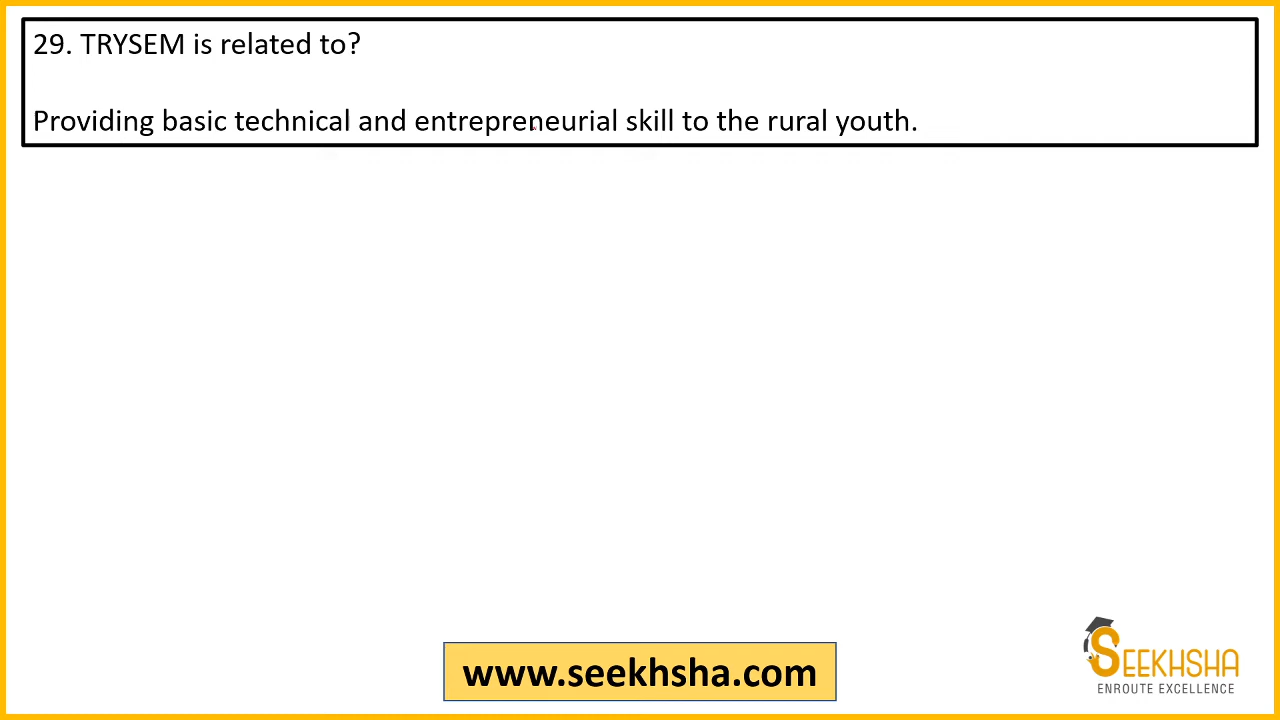 29. TRYSEM is related to?
Providing basic technical and entrepreneurial skill to the rural youth.
www.seekhsha.com
SEEKHSHA
ENROUTE EXCELLENCE